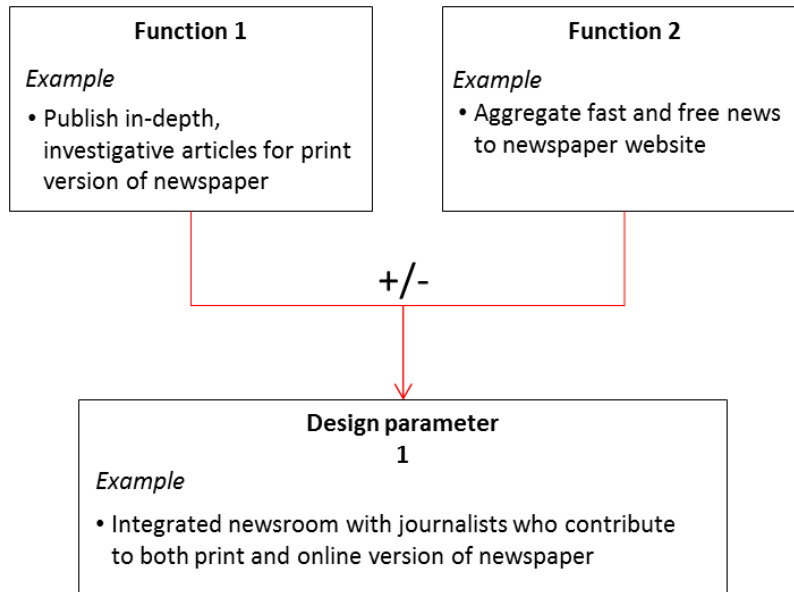 Function 1
Example
• Publish in-depth,
investigative articles for print
version of newspaper
Function 2
Example
• Aggregate fast and free news
to newspaper website
+/-
Design parameter
1
Example
• Integrated newsroom with journalists who contribute
to both print and online version of newspaper